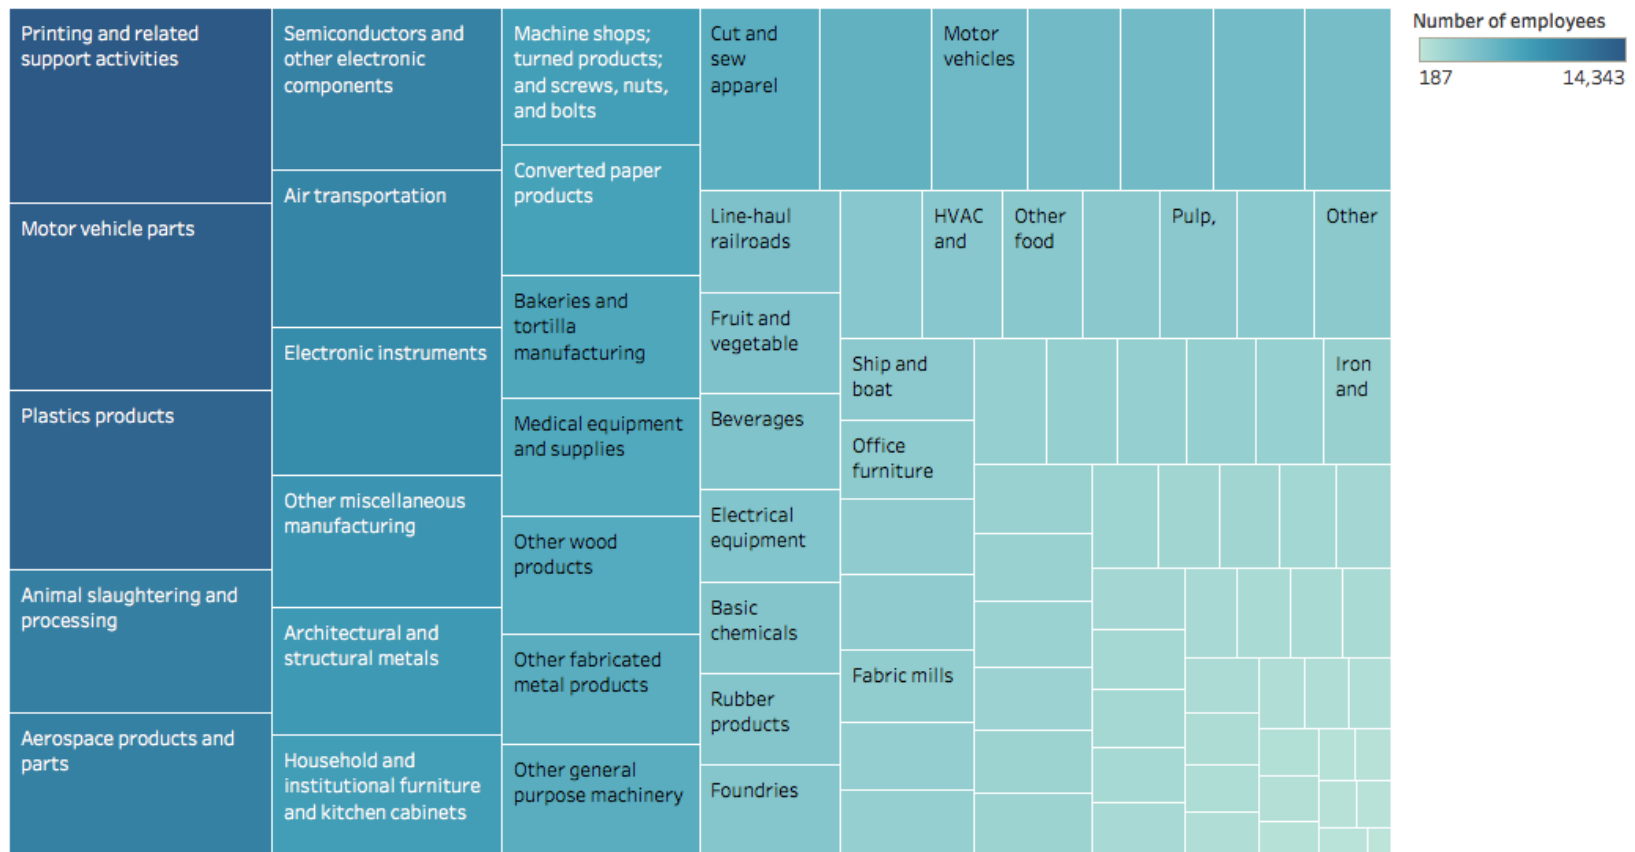 Printing and related
support activities
Motor vehicle parts
Plastics products
Animal slaughtering and
processing
Aerospace products and
parts
Semiconductors and
other electronic
components
Air transportation
Electronic instruments
Other miscellaneous
manufacturing
Architectural and
structural metals
Household and
institutional furniture
and kitchen cabinets
Machine shops;
turned products;
and screws, nuts,
and bolts
Converted paper
products
Bakeries and
tortilla
manufacturing
Medical equipment
and supplies
Other wood
products
Other fabricated
metal products
Other general
purpose machinery
Cut and
sew
apparel
Motor
vehicles
Line-haul
railroads
Fruit and
vegetable
Beverages
Electrical
equipment
Basic
chemicals
Rubber
products
Foundries
HVAC
and
Other
food
Pulp,
Other
Ship and
boat
Office
furniture
Fabric mills
Iron
and
Number of employees
187
14,343